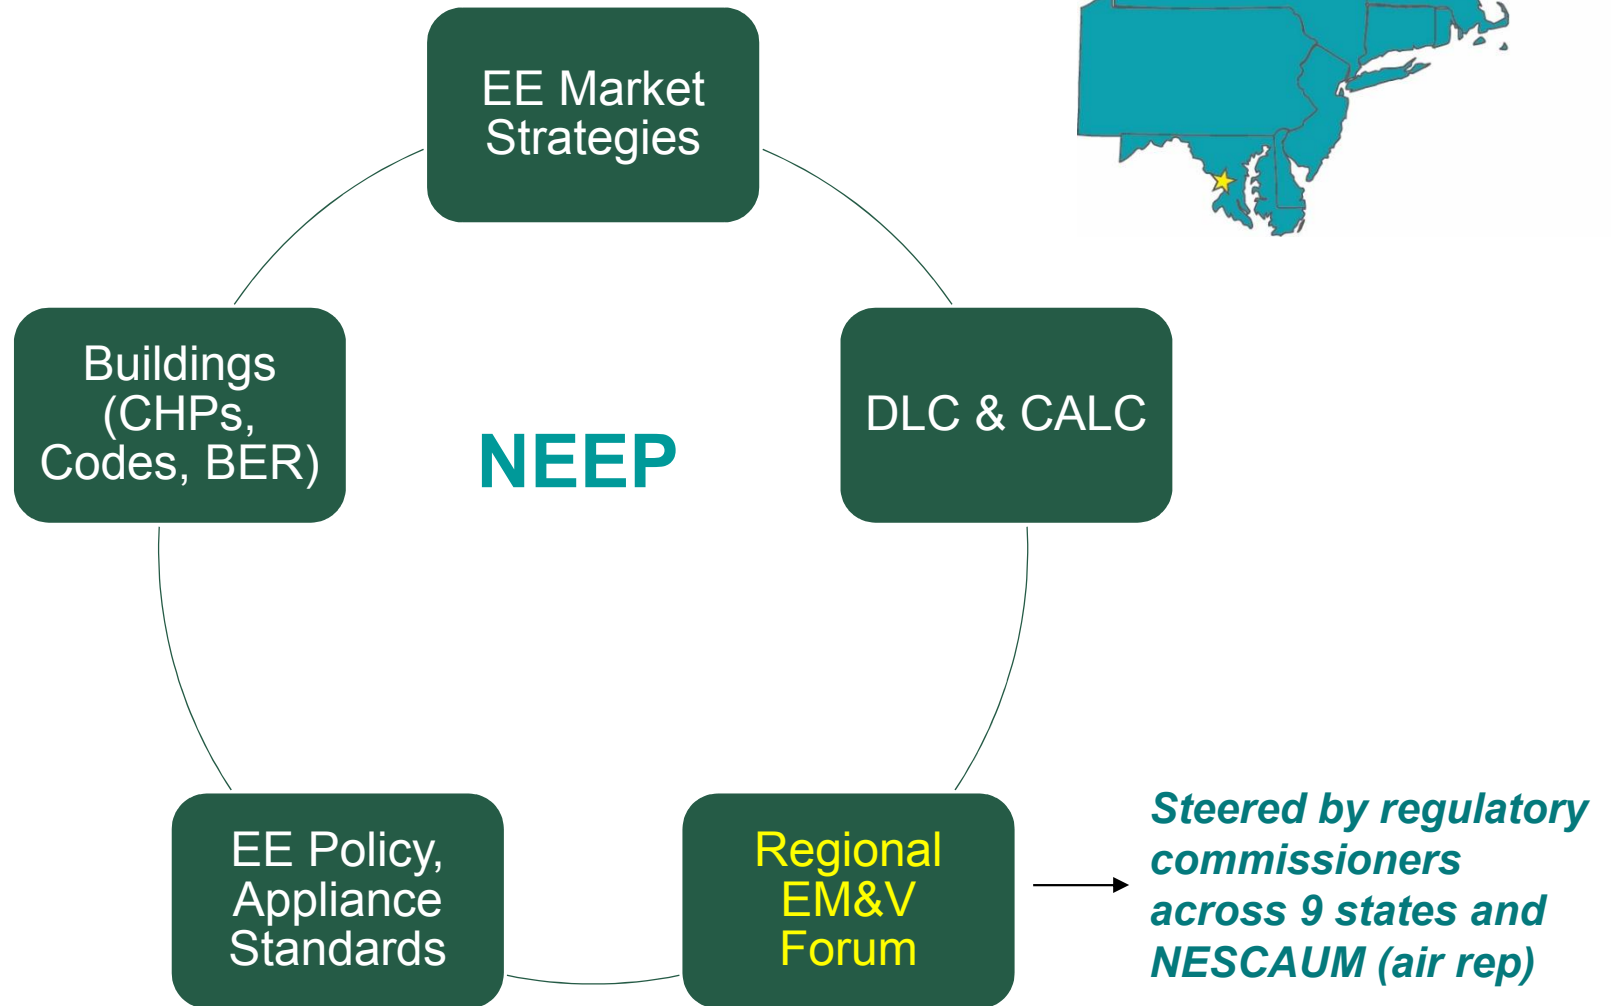 EE Market
Strategies
Buildings
(CHPs,
Codes, BER)
NEEP
DLC & CALC
EE Policy,
Appliance
Standards
Regional
EM&V
Forum
Steered by regulatory
commissioners
across 9 states and
NESCAUM (air rep)